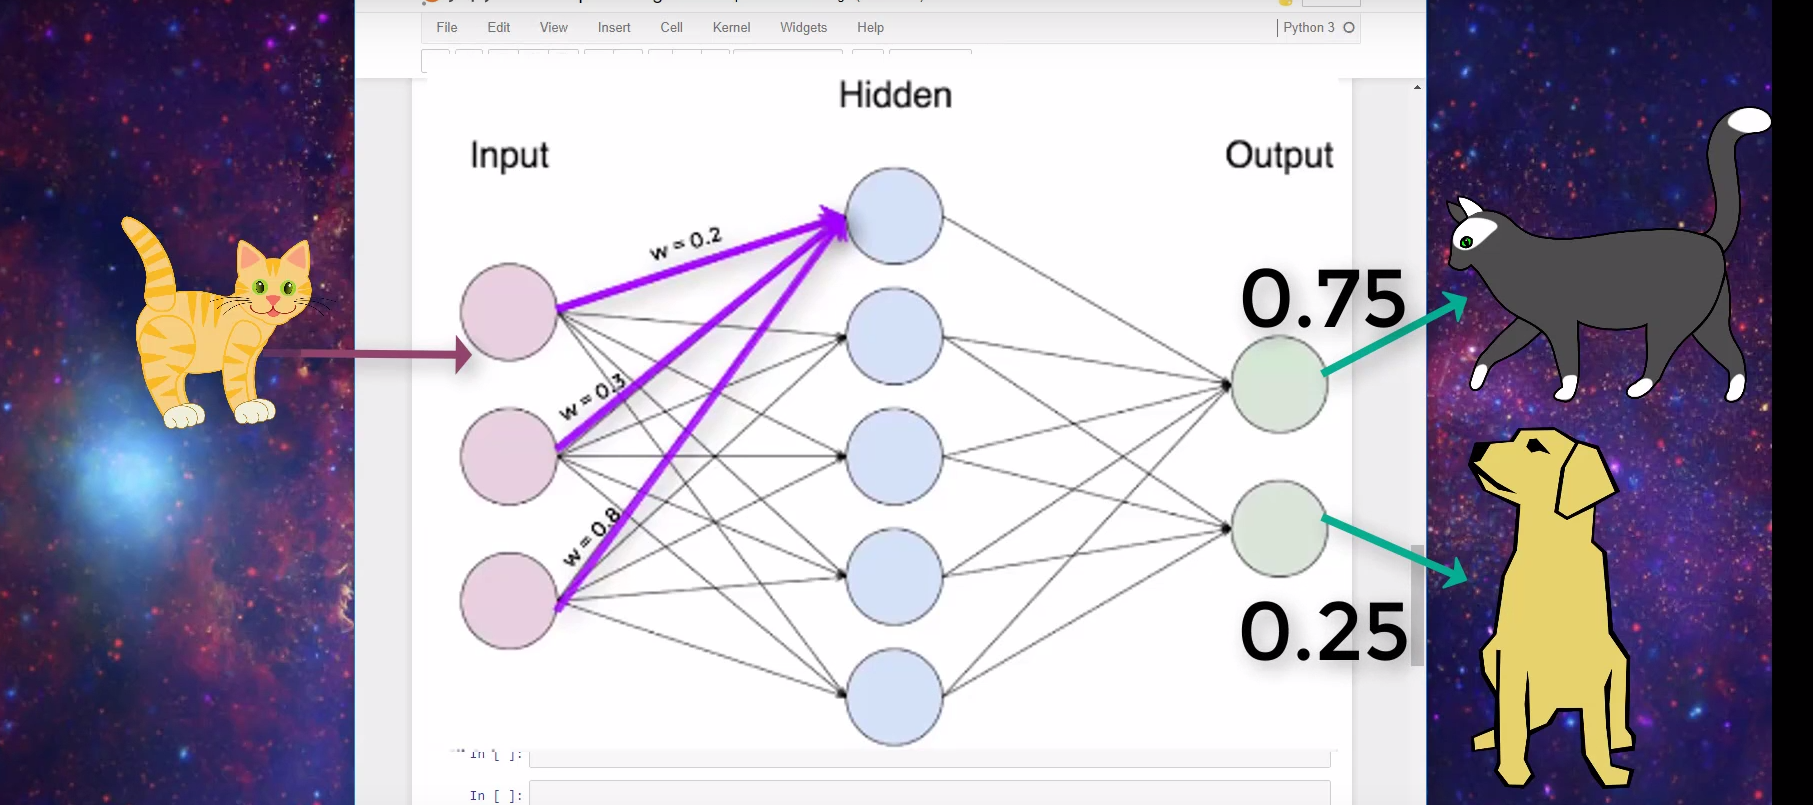 File Edit View Insert Cell Kernel Widgets Help
Python 3
Hidden
Input
Output
w = 0.2
w = 0.3
w = 0.8
0.75
0.25
In [ ]:
In [ ]: